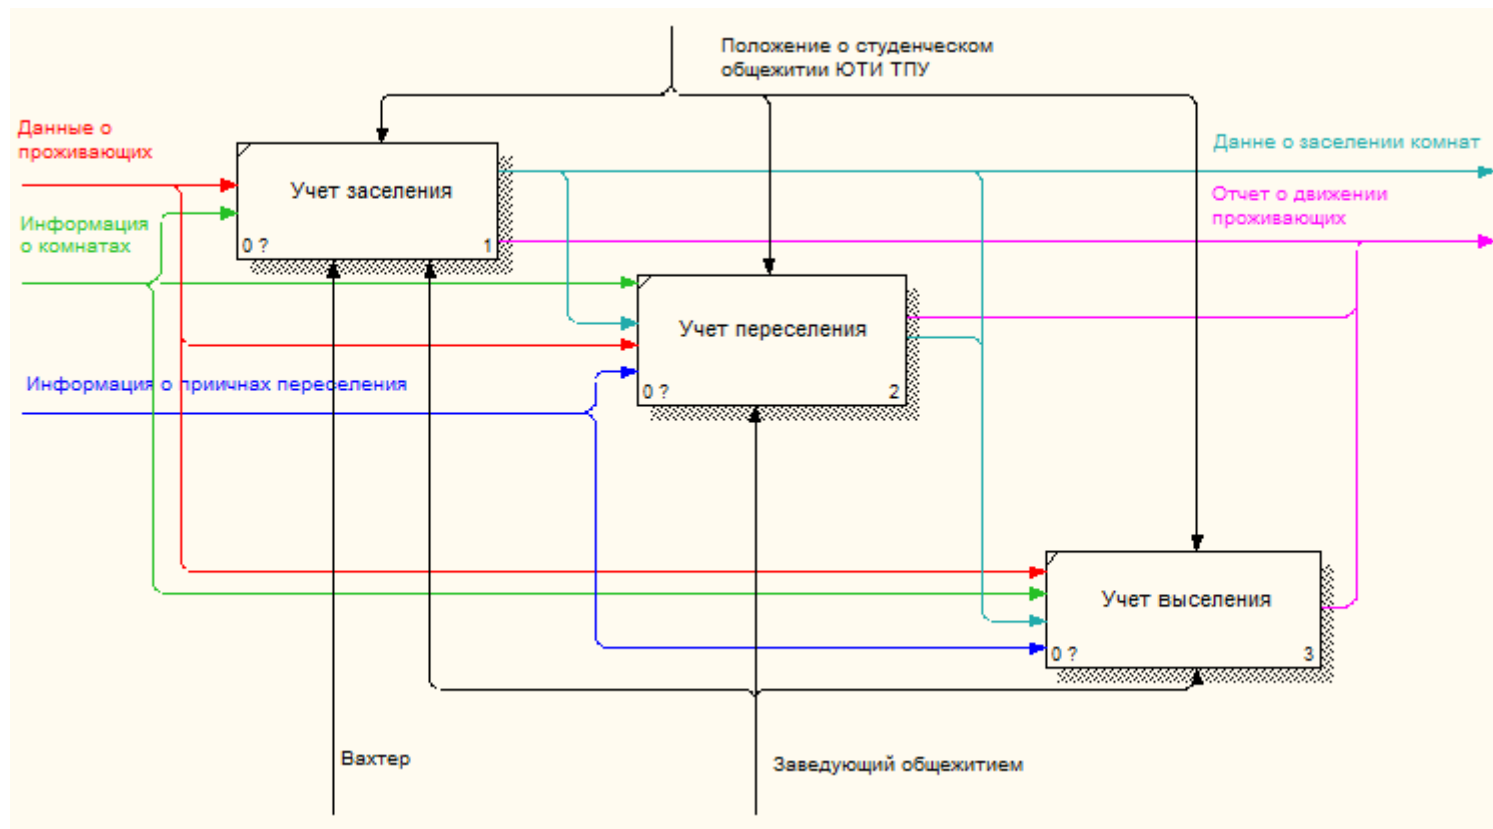 Положение о студенческом
общежитии ЮТИ ТПУ
Данные о
проживающих
Данне о заселении комнат
Учет заселения
Отчет о движении
проживающих
Информация
о комнатах
0 ?
1
Учет переселения
Информация о приичнах переселения
0 ?
2
Учет выселения
0 ?
3
Вахтер
Заведующий общежитием